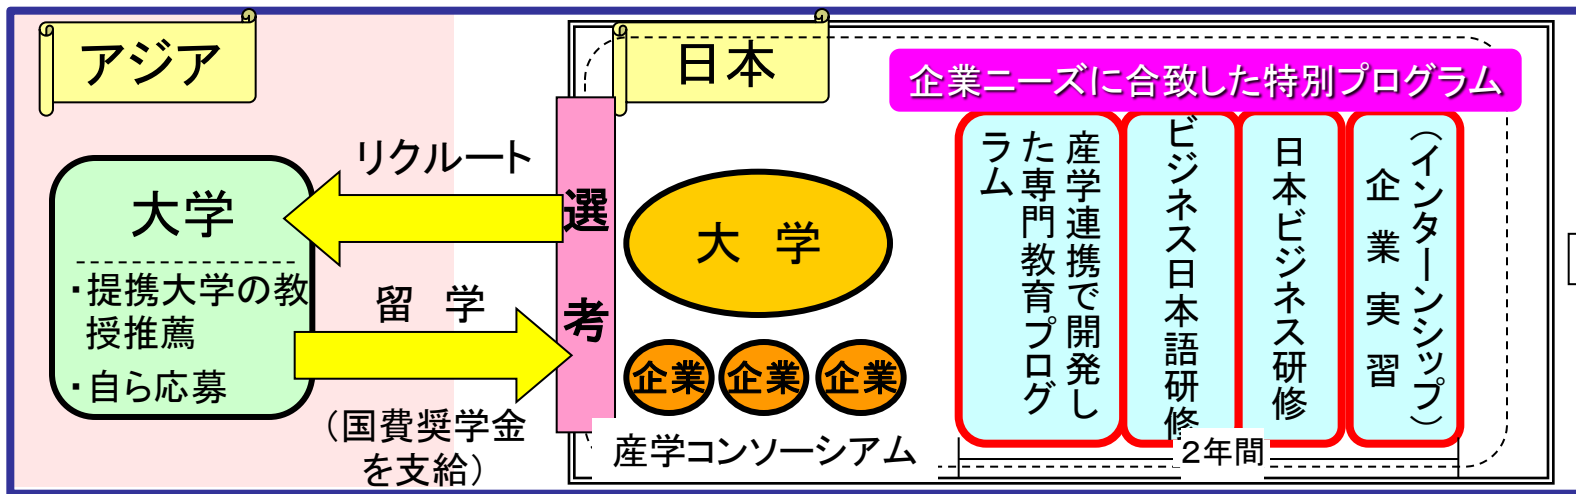 アジア
大学
・提携大学の教
授推薦
・自ら応募
リクルート
留　学
（国費奨学金
を支給）
選
考
日本
大　学
企業
企業
企業
産学コンソーシアム
企業ニーズに合致した特別プログラム
産学連携で開発し
た専門教育プログ
ラム
ビジネス日本語研修
日本ビジネス研修
（インターンシップ）
企業実習
2年間